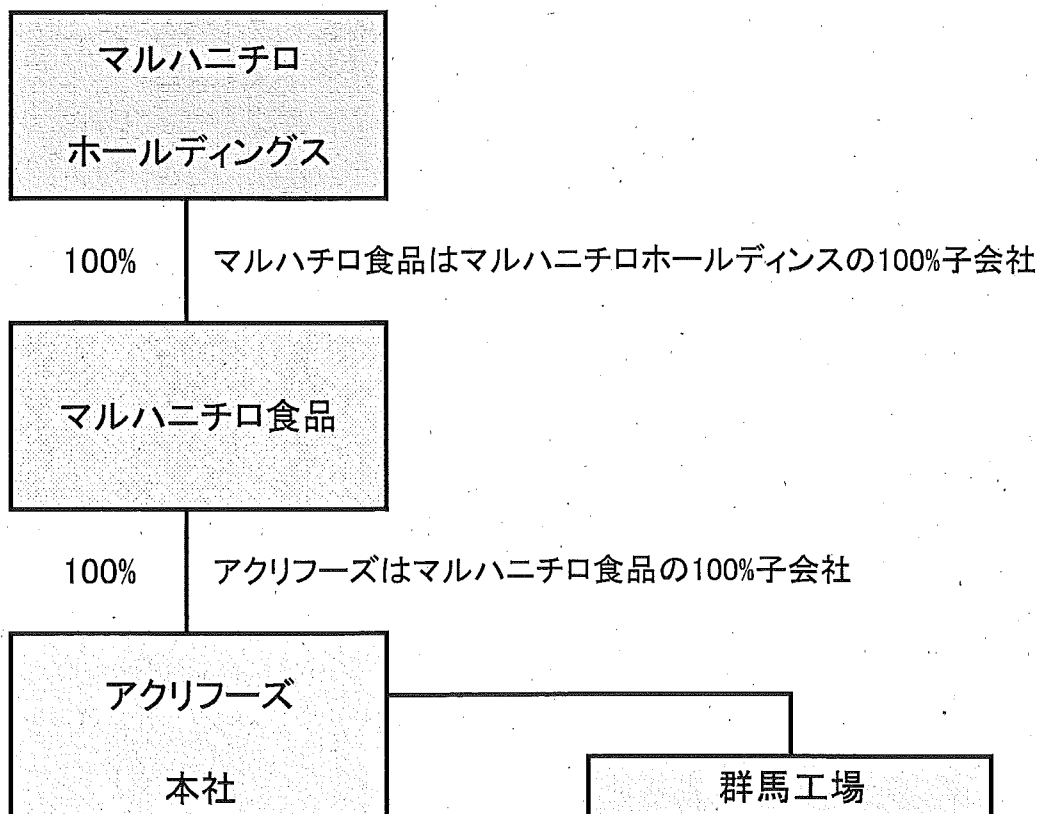 マルハニチロ
ホールディングス
100%
マルハチロ食品はマルハニチロホールディンスの100%子会社
マルハニチロ食品
100%
アクリフーズはマルハニチロ食品の100%子会社
アクリフーズ
本社
群馬工場